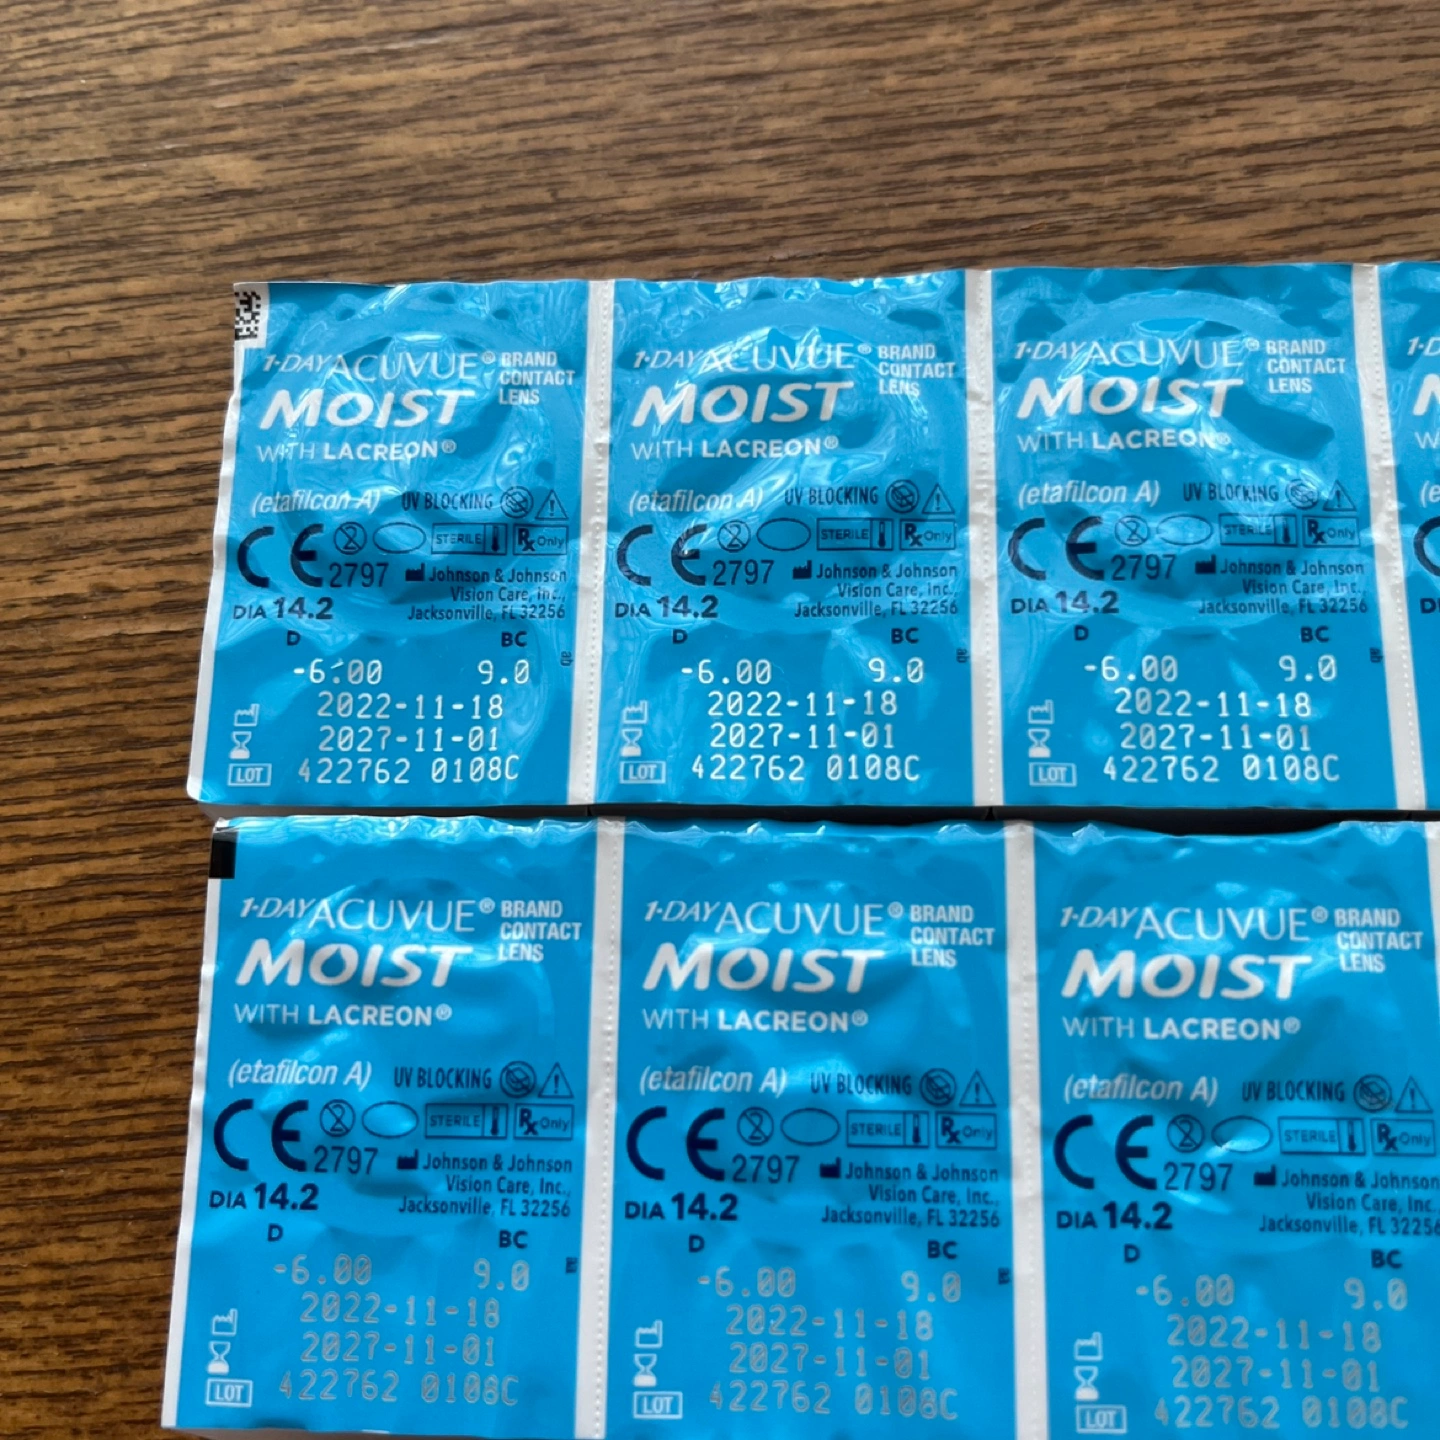 1·DAY ACUVUE® BRAND CONTACT LENS
MOIST
WITH LACREON®
(etafilcon A) UV BLOCKING
CE 2797 STERILE Rx Only
Johnson & Johnson
Vision Care, Inc.,
DIA 14.2 Jacksonville, FL 32256
D BC
ab
-6.00 9.0
2022-11-18
2027-11-01
LOT 422762 0108C
1·DAY ACUVUE® BRAND CONTACT LENS
MOIST
WITH LACREON®
(etafilcon A) UV BLOCKING
CE 2797 STERILE Rx Only
Johnson & Johnson
Vision Care, Inc.,
DIA 14.2 Jacksonville, FL 32256
D BC
ab
-6.00 9.0
2022-11-18
2027-11-01
LOT 422762 0108C
1·DAY ACUVUE® BRAND CONTACT LENS
MOIST
WITH LACREON®
(etafilcon A) UV BLOCKING
CE 2797 STERILE Rx Only
Johnson & Johnson
Vision Care, Inc.,
DIA 14.2 Jacksonville, FL 32256
D BC
ab
-6.00 9.0
2022-11-18
2027-11-01
LOT 422762 0108C
1·DAY ACUVUE® BRAND CONTACT LENS
MOIST
WITH LACREON®
(etafilcon A) UV BLOCKING
CE 2797 STERILE Rx Only
Johnson & Johnson
Vision Care, Inc.,
DIA 14.2 Jacksonville, FL 32256
D BC
-6.00 9.0
2022-11-18
2027-11-01
LOT 422762 0108C
1·DAY ACUVUE® BRAND CONTACT LENS
MOIST
WITH LACREON®
(etafilcon A) UV BLOCKING
CE 2797 STERILE Rx Only
Johnson & Johnson
Vision Care, Inc.,
DIA 14.2 Jacksonville, FL 32256
D BC
-6.00 9.0
2022-11-18
2027-11-01
LOT 422762 0108C
1·DAY ACUVUE® BRAND CONTACT LENS
MOIST
WITH LACREON®
(etafilcon A) UV BLOCKING
CE 2797 STERILE Rx Only
Johnson & Johnson
Vision Care, Inc.,
DIA 14.2 Jacksonville, FL 32256
D BC
-6.00 9.0
2022-11-18
2027-11-01
LOT 422762 0108C